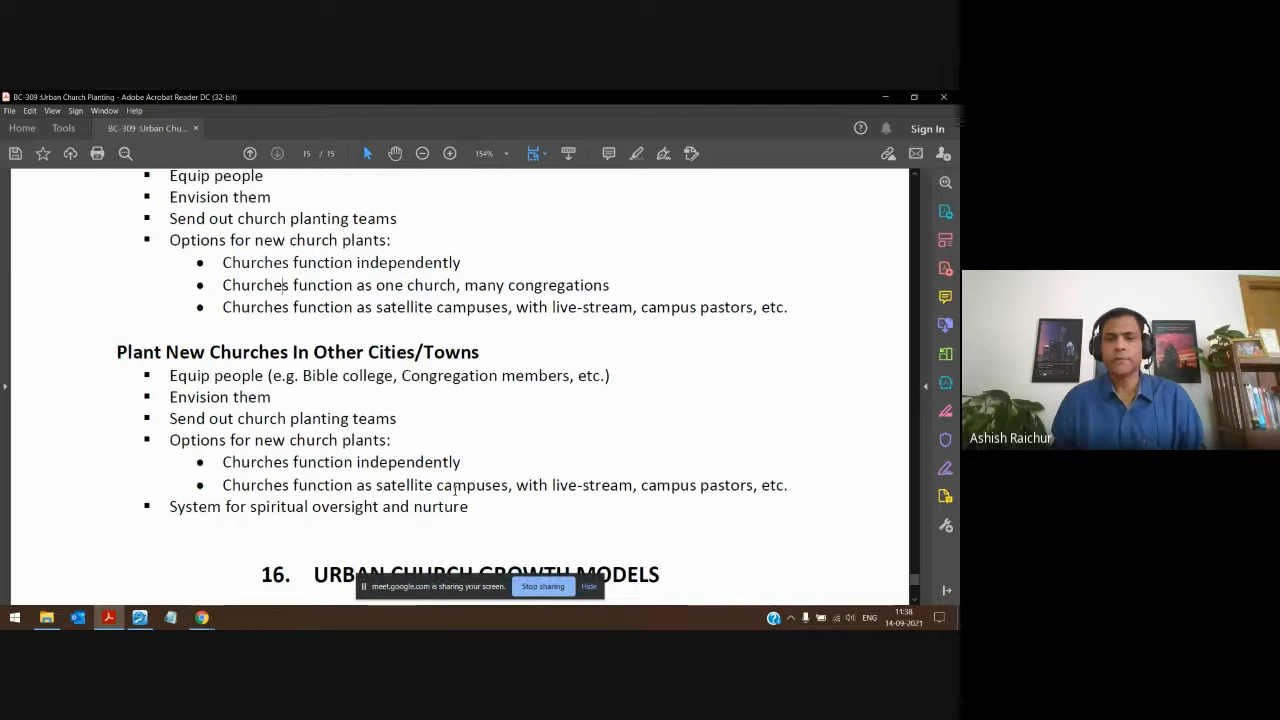 BC-309 :Urban Church Planting - Adobe Acrobat Reader DC (32-bit)
File Edit View Sign Window Help
Home Tools BC-309 :Urban Chu... × Sign In
15 / 15 154%
Equip people
Envision them
Send out church planting teams
Options for new church plants:
Churches function independently
Churches function as one church, many congregations
Churches function as satellite campuses, with live-stream, campus pastors, etc.
Plant New Churches In Other Cities/Towns
Equip people (e.g. Bible college, Congregation members, etc.)
Envision them
Send out church planting teams
Options for new church plants:
Churches function independently
Churches function as satellite campuses, with live-stream, campus pastors, etc.
System for spiritual oversight and nurture
16. URBAN CHURCH GROWTH MODELS
meet.google.com is sharing your screen. Stop sharing Hide
ENG
11:38
14-09-2021
Ashish Raichur